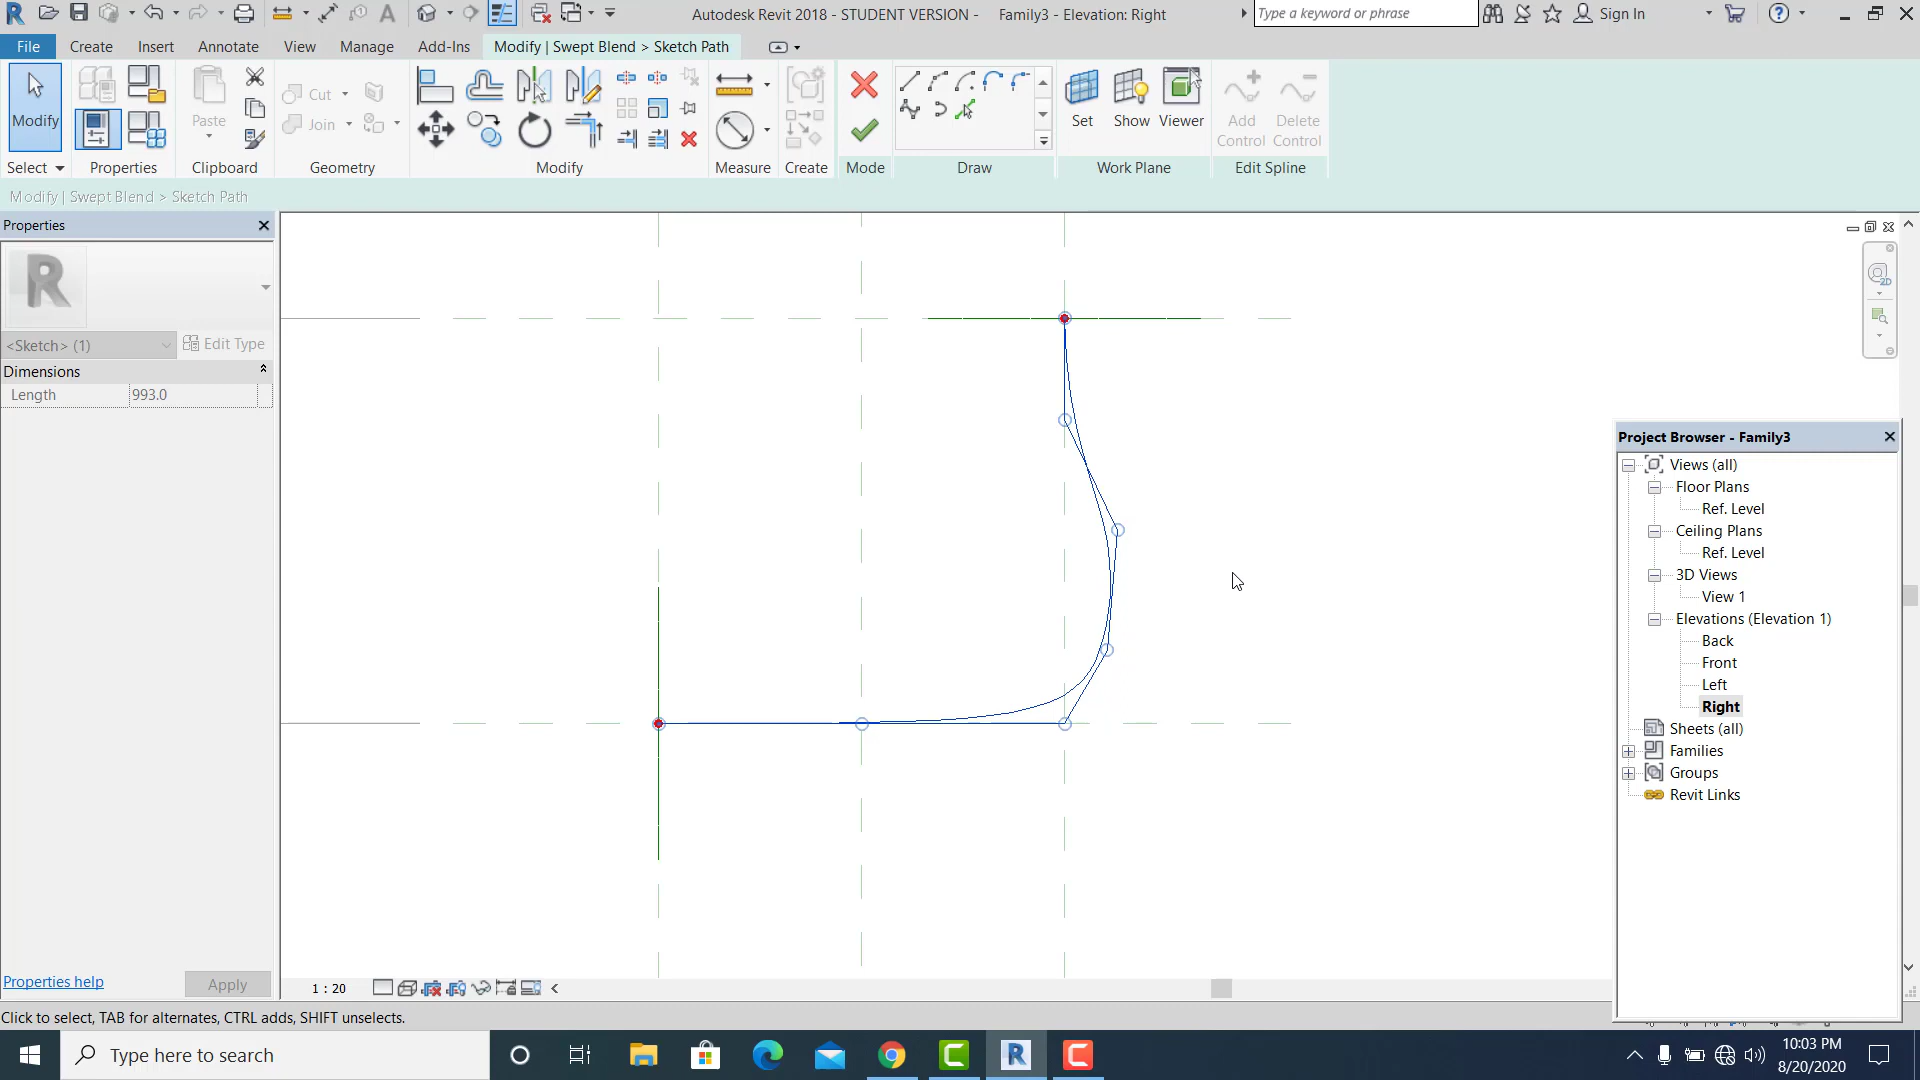 Autodesk Revit 2018 - STUDENT VERSION - Family3 - Elevation: Right
Type a keyword or phrase
Sign In
File Create Insert Annotate View Manage Add-Ins Modify | Swept Blend > Sketch Path
Modify
Paste
Cut
Join
Set Show Viewer
Add Control
Delete Control
Select Properties Clipboard Geometry Modify Measure Create Mode Draw Work Plane Edit Spline
Modify | Swept Blend > Sketch Path
Properties
R
<Sketch> (1)
Edit Type
Dimensions
Length 993.0
2D
Project Browser - Family3
Views (all)
Floor Plans
Ref. Level
Ceiling Plans
Ref. Level
3D Views
View 1
Elevations (Elevation 1)
Back
Front
Left
Right
Sheets (all)
Families
Groups
Revit Links
Properties help
Apply
1 : 20
Click to select, TAB for alternates, CTRL adds, SHIFT unselects.
Type here to search
10:03 PM
8/20/2020